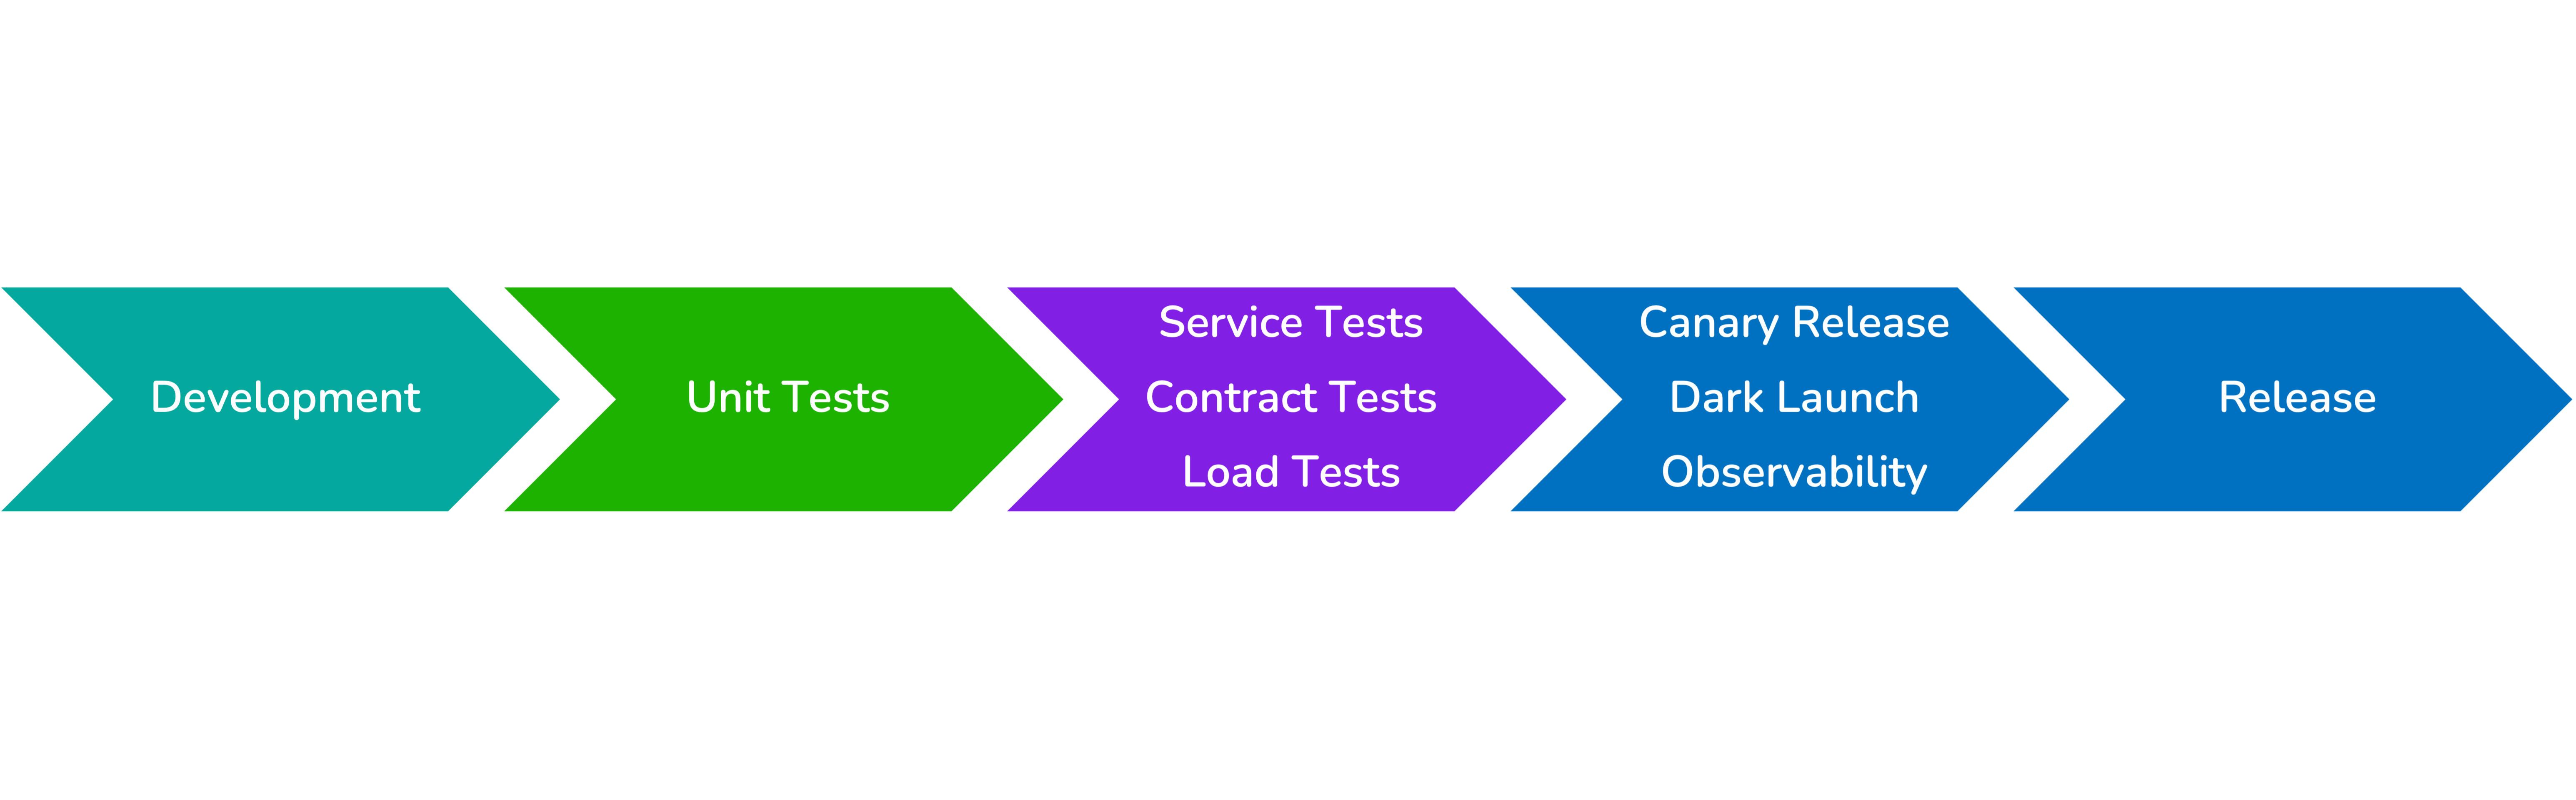 Development
Unit Tests
Service Tests
Contract Tests
Load Tests
Canary Release
Dark Launch
Observability
Release